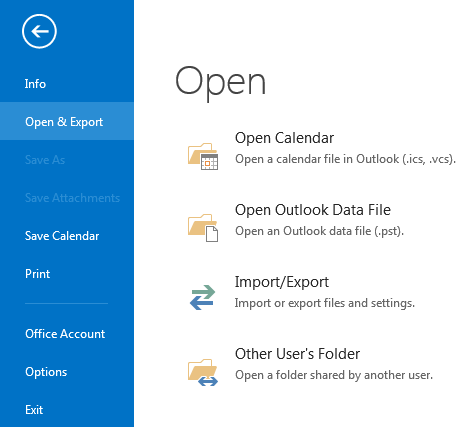 Info
Open & Export
Save As
Save Attachments
Save Calendar
Print
Office Account
Options
Exit
Open
Open Calendar
Open a calendar file in Outlook (.ics, .vcs).
Open Outlook Data File
Open an Outlook data file (.pst).
Import/Export
Import or export files and settings.
Other User's Folder
Open a folder shared by another user.